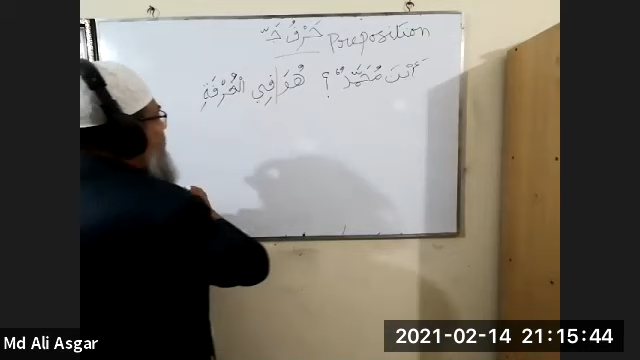 حَرْفُ جَرّ Preposition
أَيْنَ مُحَمَّدٌ؟ هُوَ فِي الْغُرْفَةِ
Md Ali Asgar
2021-02-14 21:15:44